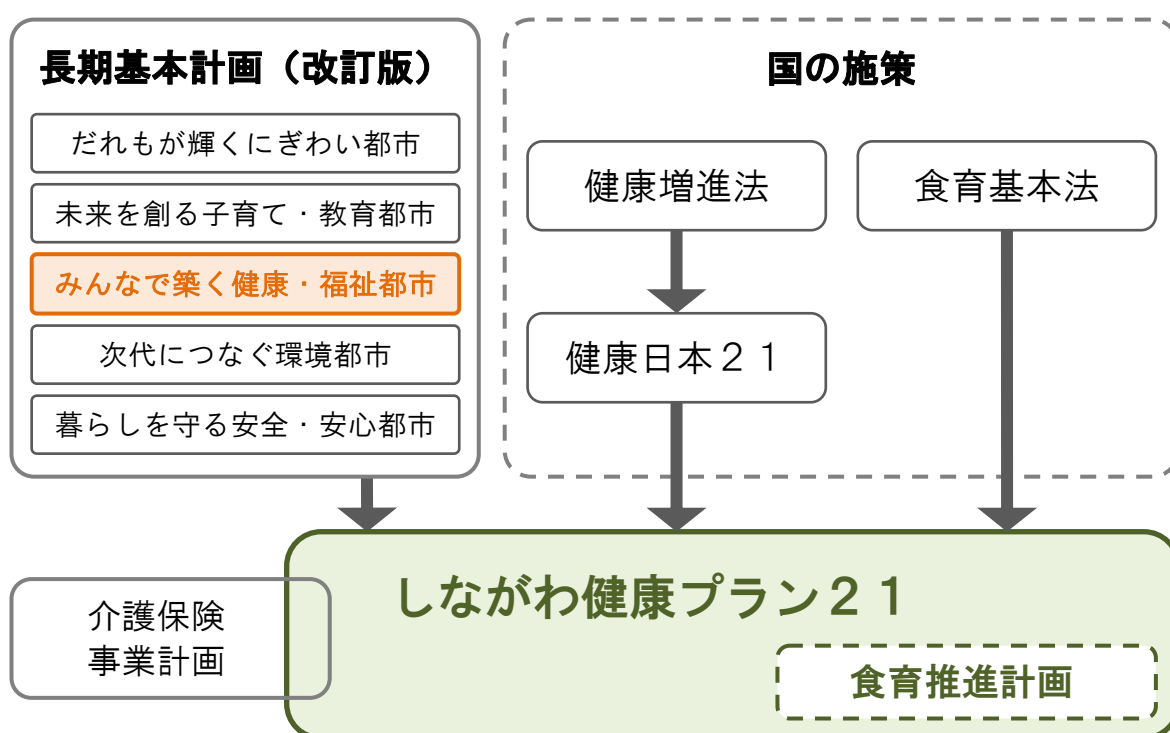 長期基本計画（改訂版）
だれもが輝くにぎわい都市
未来を創る子育て・教育都市
みんなで築く健康・福祉都市
次代につなぐ環境都市
暮らしを守る安全・安心都市
国の施策
健康増進法
食育基本法
健康日本２１
しながわ健康プラン２１
介護保険
事業計画
食育推進計画